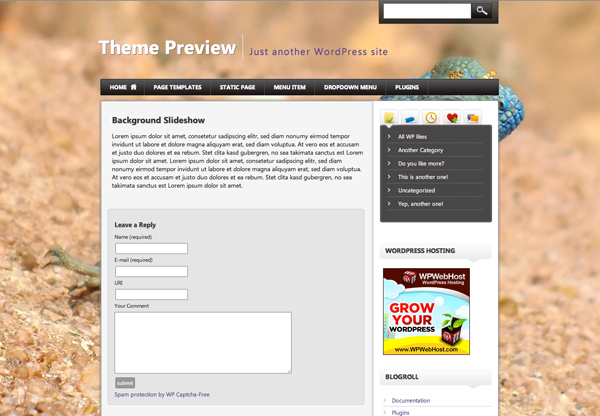 Theme Preview
Just another WordPress site
HOME
PAGE TEMPLATES
STATIC PAGE
MENU ITEM
DROPDOWN MENU
PLUGINS
Background Slideshow
Lorem ipsum dolor sit amet, consetetur sadipscing elitr, sed diam nonumy eirmod tempor
invidunt ut labore et dolore magna aliquyam erat, sed diam voluptua. At vero eos et accusam
et justo duo dolores et ea rebum. Stet clita kasd gubergren, no sea takimata sanctus est Lorem
ipsum dolor sit amet. Lorem ipsum dolor sit amet, consetetur sadipscing elitr, sed diam
nonumy eirmod tempor invidunt ut labore et dolore magna aliquyam erat, sed diam voluptua.
At vero eos et accusam et justo duo dolores et ea rebum. Stet clita kasd gubergren, no sea
takimata sanctus est Lorem ipsum dolor sit amet.
Leave a Reply
Name (required)
E-mail (required)
URI
Your Comment
submit
Spam protection by WP Captcha-Free
All WP likes
Another Category
Do you like more?
This is another one!
Uncategorized
Yep, another one!
WORDPRESS HOSTING
WPWebHost
WordPress Hosting
GROW
YOUR
WORDPRESS
www.WPWebHost.com
BLOGROLL
Documentation
Plugins